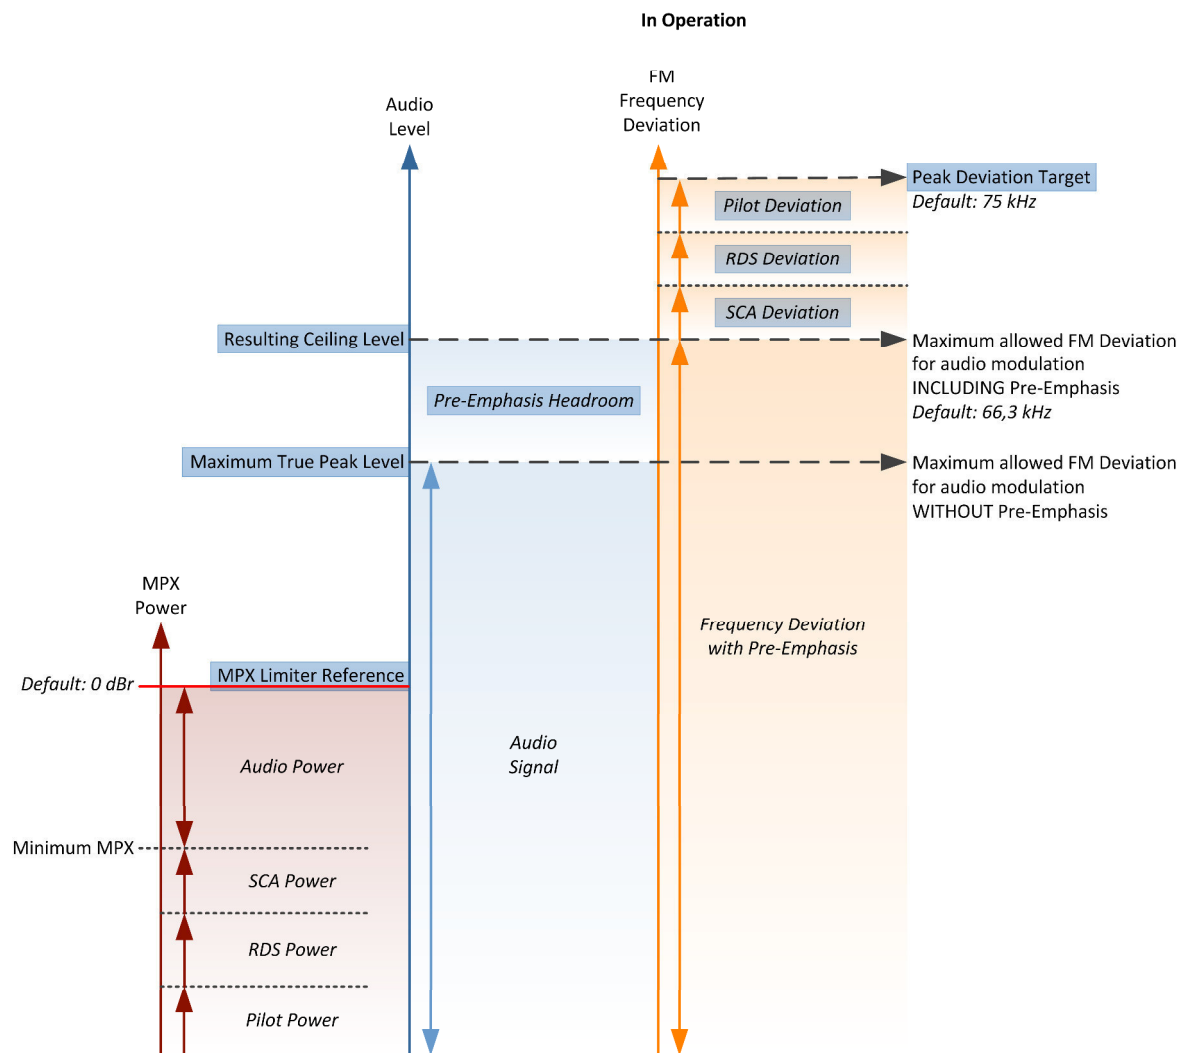 In Operation
FM
Frequency
Deviation
Audio
Level
Peak Deviation Target
Default: 75 kHz
Pilot Deviation
RDS Deviation
SCA Deviation
Resulting Ceiling Level
Maximum allowed FM Deviation
for audio modulation
INCLUDING Pre-Emphasis
Default: 66,3 kHz
Pre-Emphasis Headroom
Maximum True Peak Level
Maximum allowed FM Deviation
for audio modulation
WITHOUT Pre-Emphasis
MPX
Power
Frequency Deviation
with Pre-Emphasis
MPX Limiter Reference
Default: 0 dBr
Audio
Signal
Audio Power
Minimum MPX
SCA Power
RDS Power
Pilot Power